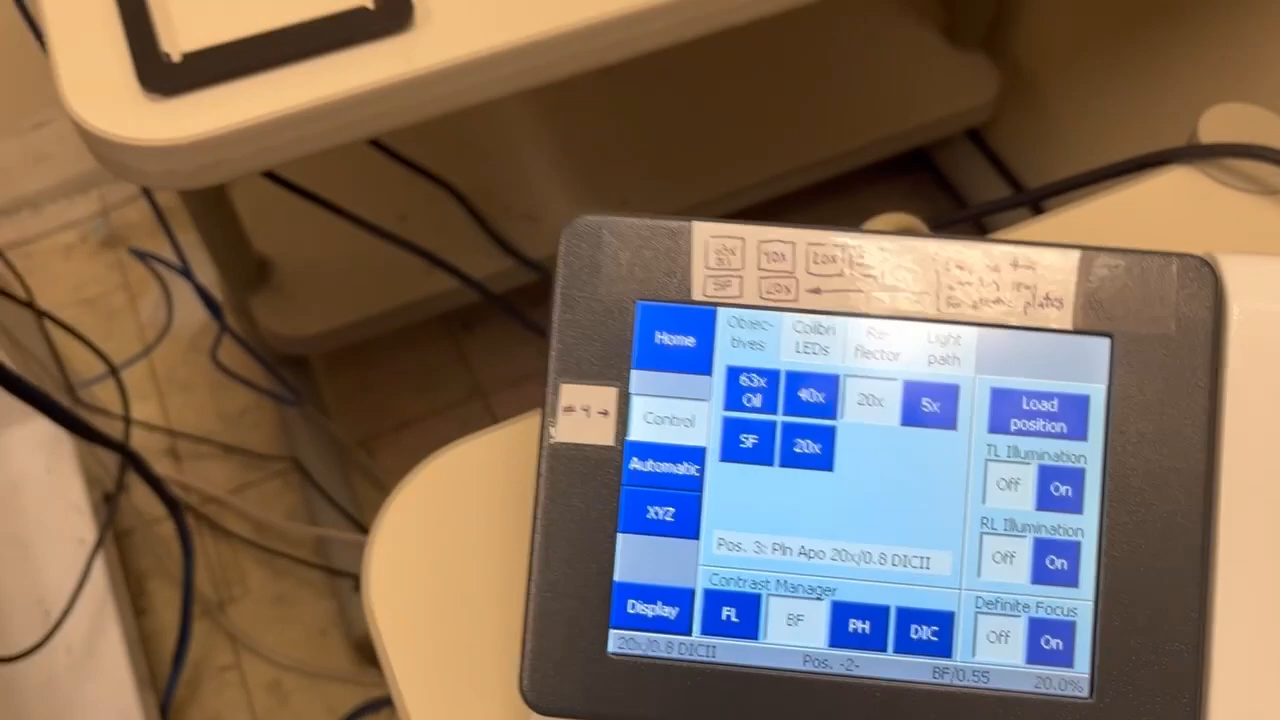 40x 20x
SF 20x
for plastic plates
Home
Objec-
tives
Colibri
LEDs
Re-
flector
Light
path
63x
Oil
40x
20x
5x
Load
position
Control
SF
20x
TL Illumination
Off On
Automatic
XYZ
RL Illumination
Off On
Pos. 3: Pln Apo 20x/0.8 DICII
Contrast Manager
Definite Focus
Off On
Display
FL BF PH DIC
20x/0.8 DICII Pos. -2- BF/0.55 20.0%